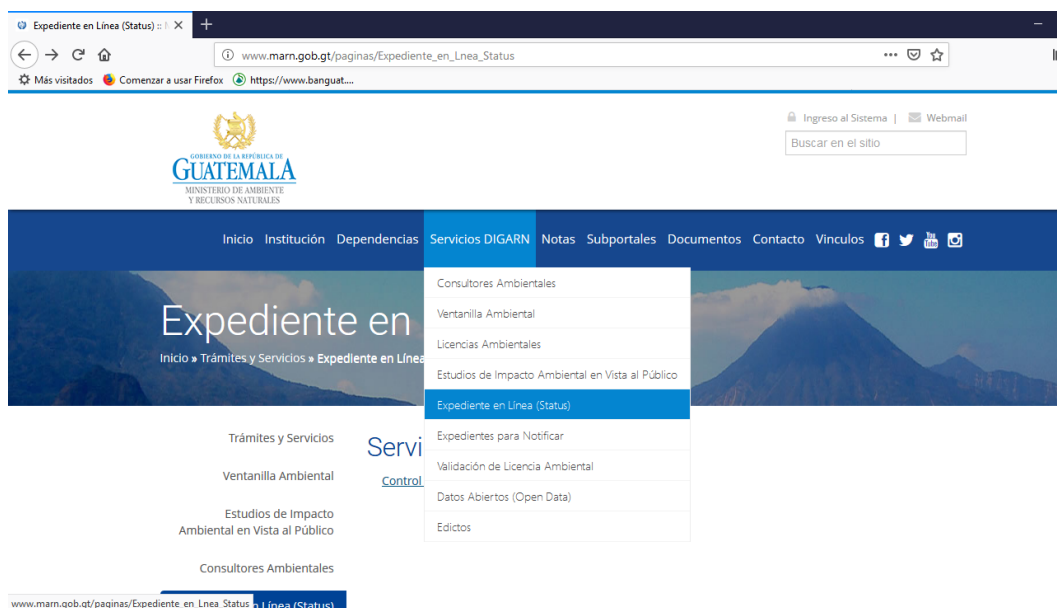 Expediente en Línea (Status) ::
www.marn.gob.gt/paginas/Expediente_en_Lnea_Status
Más visitados Comenzar a usar Firefox https://www.banguat....
Ingreso al Sistema | Webmail
Buscar en el sitio
GOBIERNO DE LA REPÚBLICA DE
GUATEMALA
MINISTERIO DE AMBIENTE
Y RECURSOS NATURALES
Inicio Institución Dependencias Servicios DIGARN Notas Subportales Documentos Contacto Vinculos
Consultores Ambientales
Ventanilla Ambiental
Licencias Ambientales
Estudios de Impacto Ambiental en Vista al Público
Expediente en Línea (Status)
Expedientes para Notificar
Validación de Licencia Ambiental
Datos Abiertos (Open Data)
Edictos
Expediente en
Inicio » Trámites y Servicios » Expediente en Línea
Trámites y Servicios
Ventanilla Ambiental
Estudios de Impacto
Ambiental en Vista al Público
Consultores Ambientales
Línea (Status)
Servi
Control
www.marn.gob.gt/paginas/Expediente_en_Lnea_Status